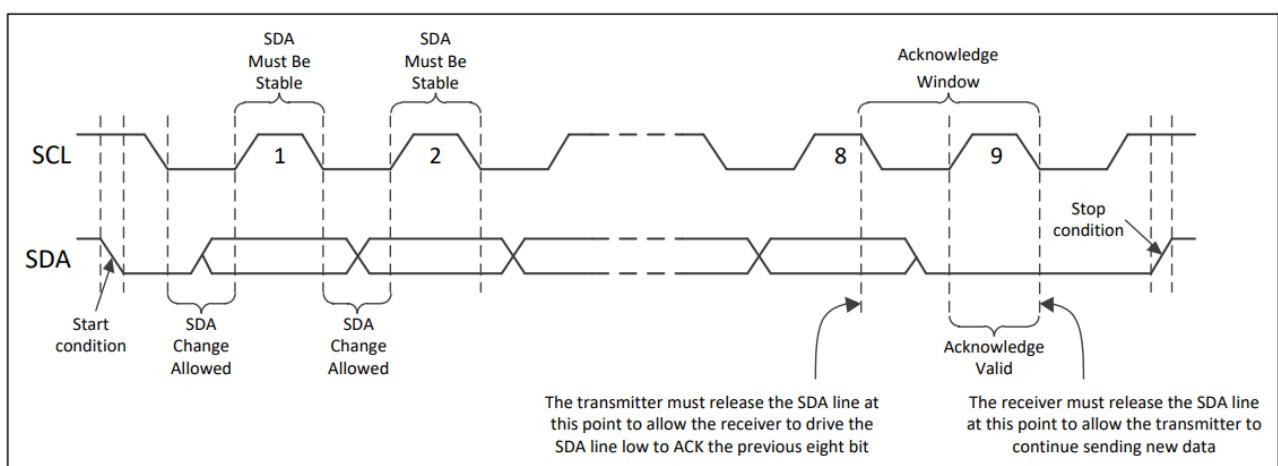 SDA
Must Be
Stable
SDA
Must Be
Stable
Acknowledge
Window
SCL
1
2
8
9
Stop
condition
SDA
Start
condition
SDA
Change
Allowed
SDA
Change
Allowed
Acknowledge
Valid
The transmitter must release the SDA line at
this point to allow the receiver to drive the
SDA line low to ACK the previous eight bit
The receiver must release the SDA line
at this point to allow the transmitter to
continue sending new data